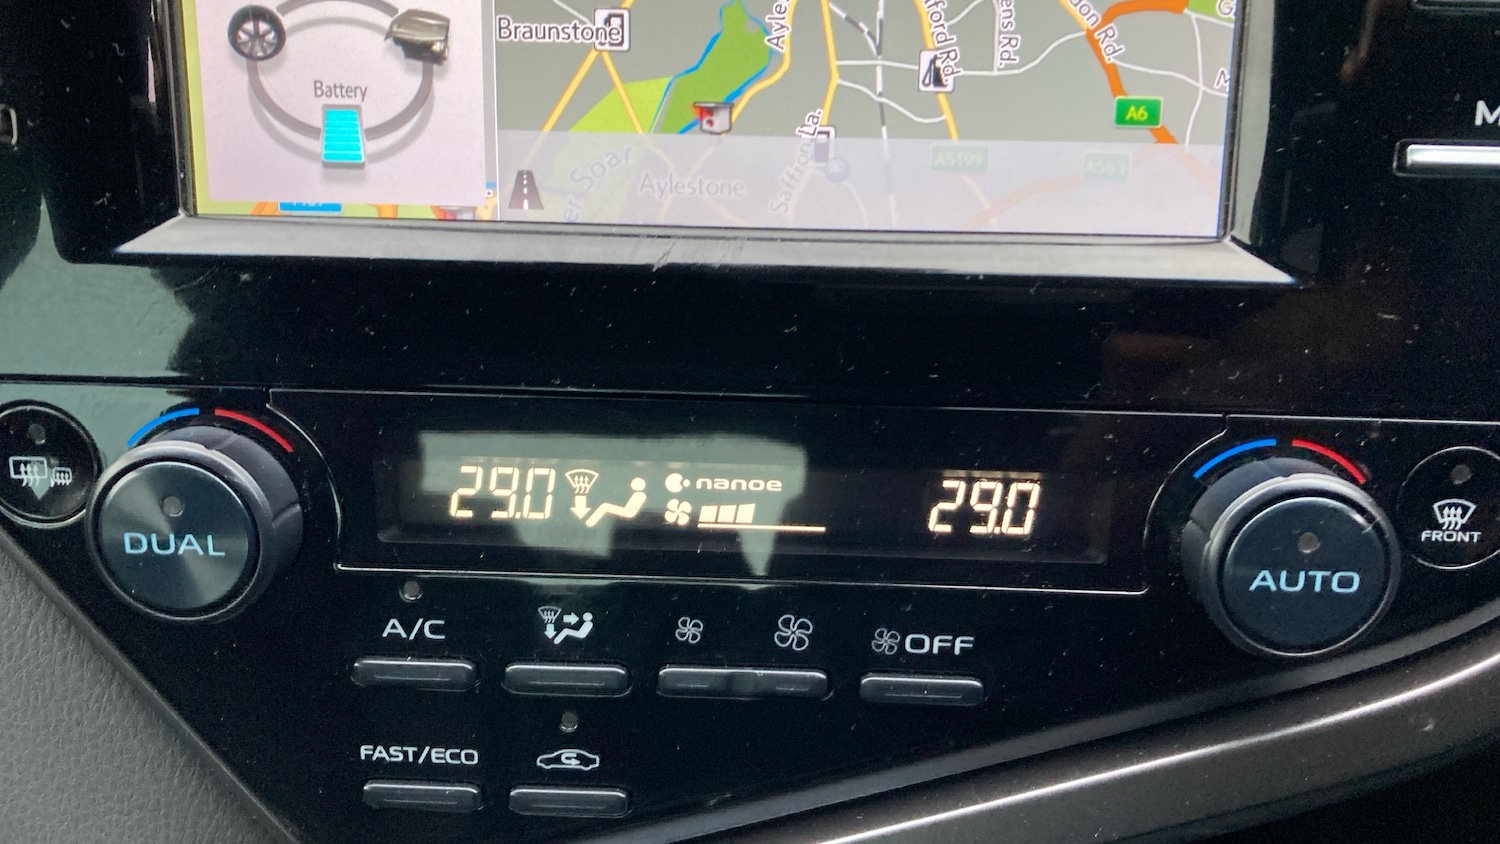 Braunstone
Battery
A6
A5199
A563
Aylestone
Saffron La.
29.0
nanoe
29.0
DUAL
AUTO
FRONT
A/C
OFF
FAST/ECO